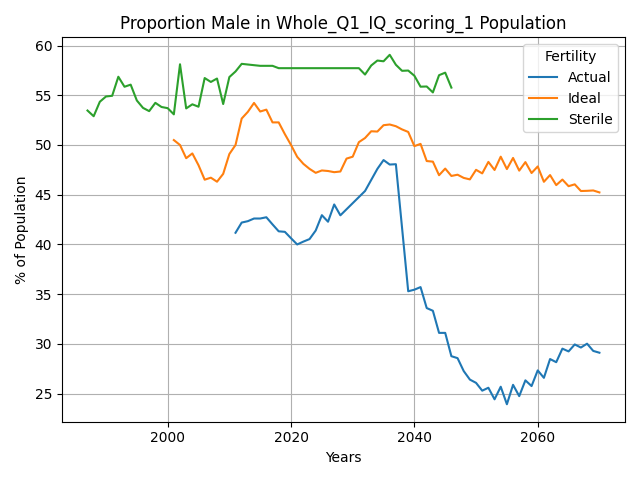 Proportion Male in Whole_Q1_IQ_scoring_1 Population
% of Population
60
55
50
45
40
35
30
25
Fertility
Actual
Ideal
Sterile
2000
2020
2040
2060
Years